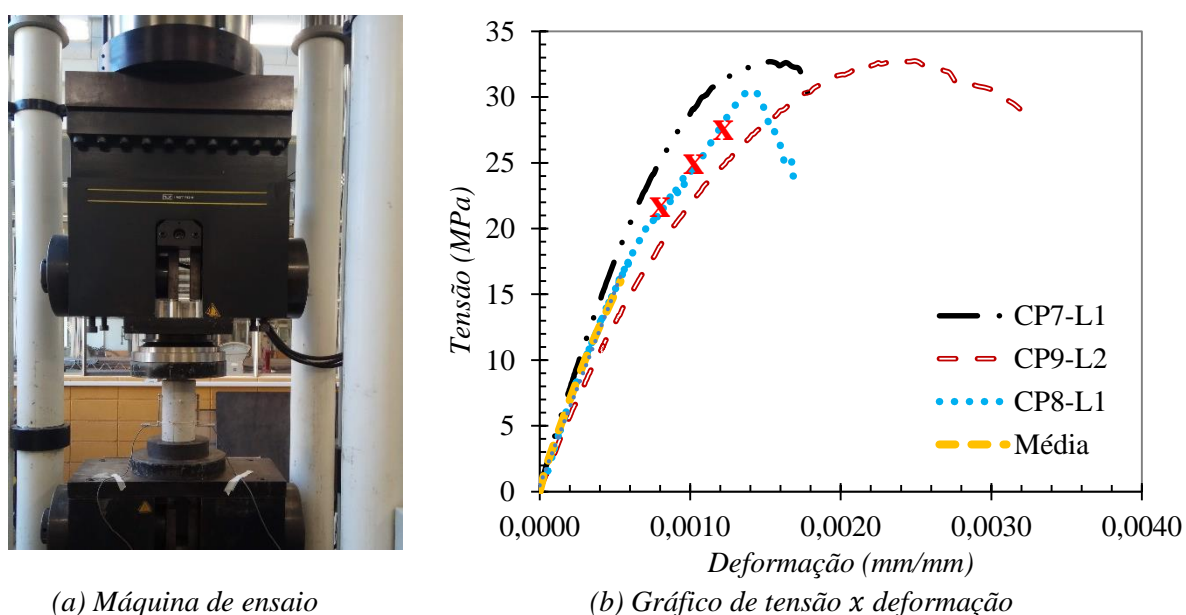 35
30
25
20
15
10
5
0
Tensão (MPa)
X
X
X
CP7-L1
CP9-L2
CP8-L1
Média
0,0000
0,0010
0,0020
0,0030
0,0040
Deformação (mm/mm)
(a) Máquina de ensaio
(b) Gráfico de tensão x deformação